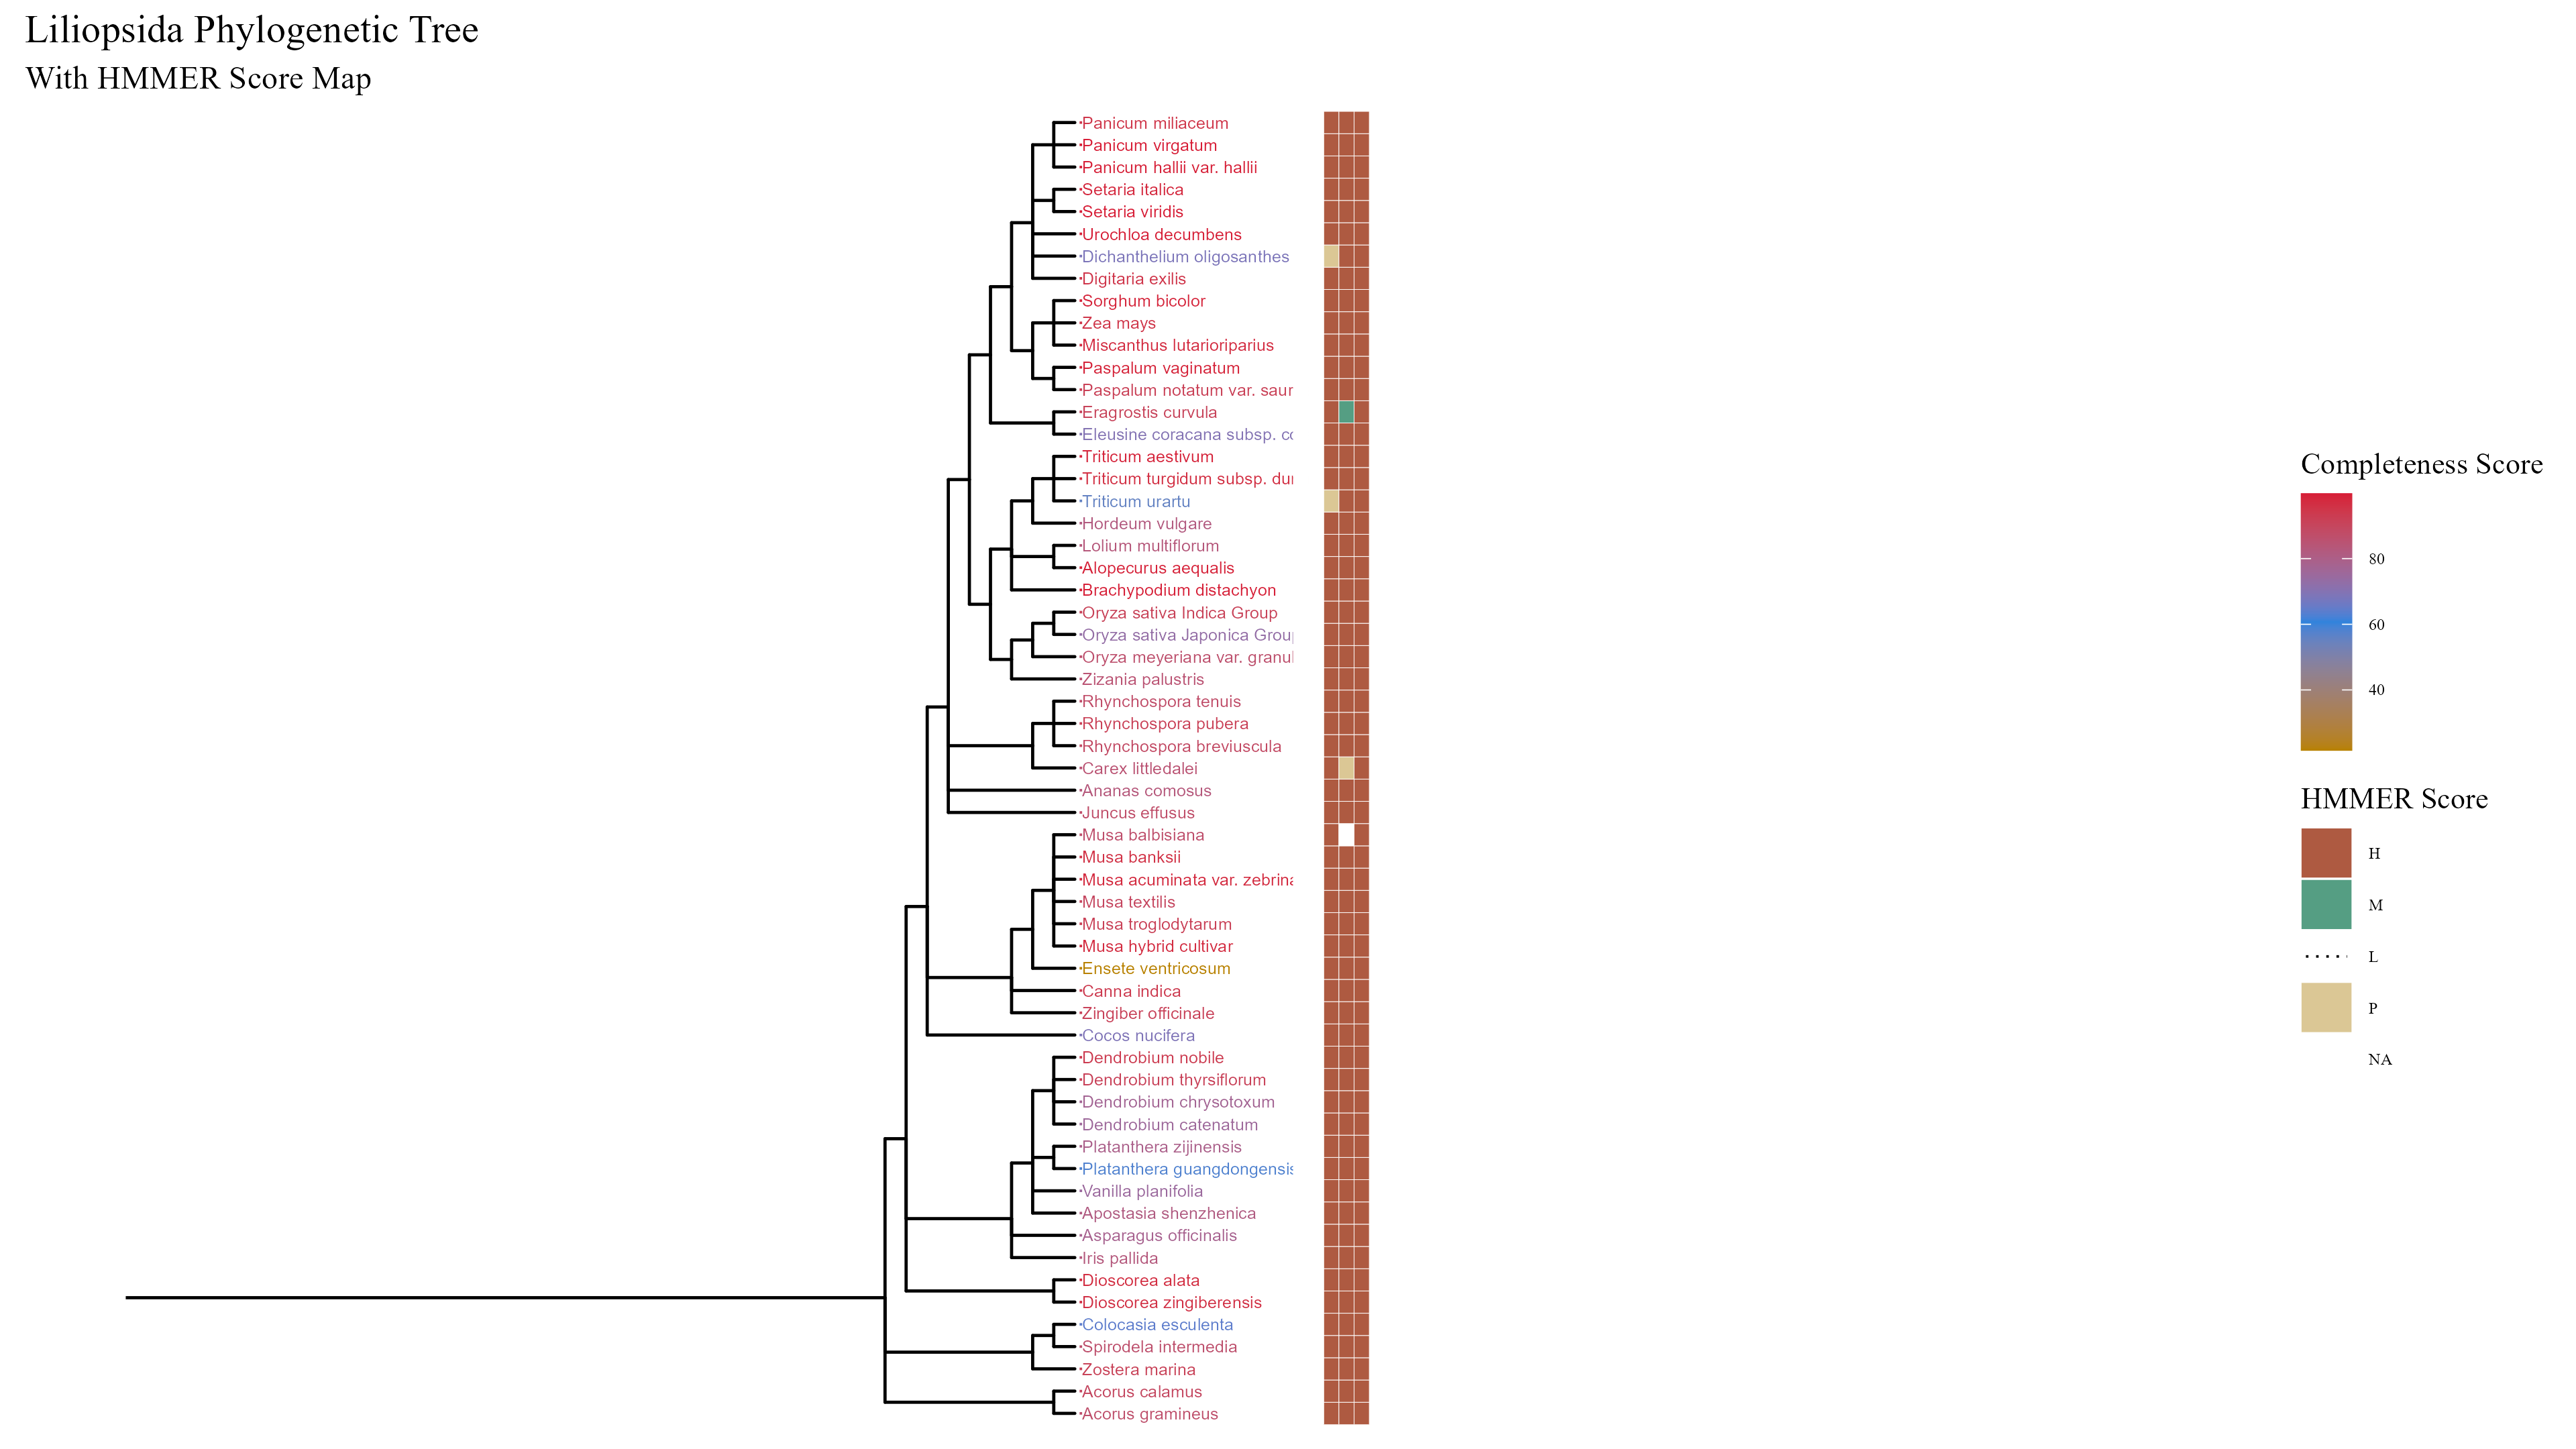 Liliopsida Phylogenetic Tree
With HMMER Score Map
Panicum miliaceum
Panicum virgatum
Panicum hallii var. hallii
Setaria italica
Setaria viridis
Urochloa decumbens
Dichanthelium oligosanthes
Digitaria exilis
Sorghum bicolor
Zea mays
Miscanthus lutarioriparius
Paspalum vaginatum
Paspalum notatum var. saur
Eragrostis curvula
Eleusine coracana subsp. co
Triticum aestivum
Triticum turgidum subsp. dur
Triticum urartu
Hordeum vulgare
Lolium multiflorum
Alopecurus aequalis
Brachypodium distachyon
Oryza sativa Indica Group
Oryza sativa Japonica Group
Oryza meyeriana var. granul
Zizania palustris
Rhynchospora tenuis
Rhynchospora pubera
Rhynchospora breviuscula
Carex littledalei
Ananas comosus
Juncus effusus
Musa balbisiana
Musa banksii
Musa acuminata var. zebrina
Musa textilis
Musa troglodytarum
Musa hybrid cultivar
Ensete ventricosum
Canna indica
Zingiber officinale
Cocos nucifera
Dendrobium nobile
Dendrobium thyrsiflorum
Dendrobium chrysotoxum
Dendrobium catenatum
Platanthera zijinensis
Platanthera guangdongensis
Vanilla planifolia
Apostasia shenzhenica
Asparagus officinalis
Iris pallida
Dioscorea alata
Dioscorea zingiberensis
Colocasia esculenta
Spirodela intermedia
Zostera marina
Acorus calamus
Acorus gramineus
Completeness Score
80
60
40
HMMER Score
H
M
L
P
NA